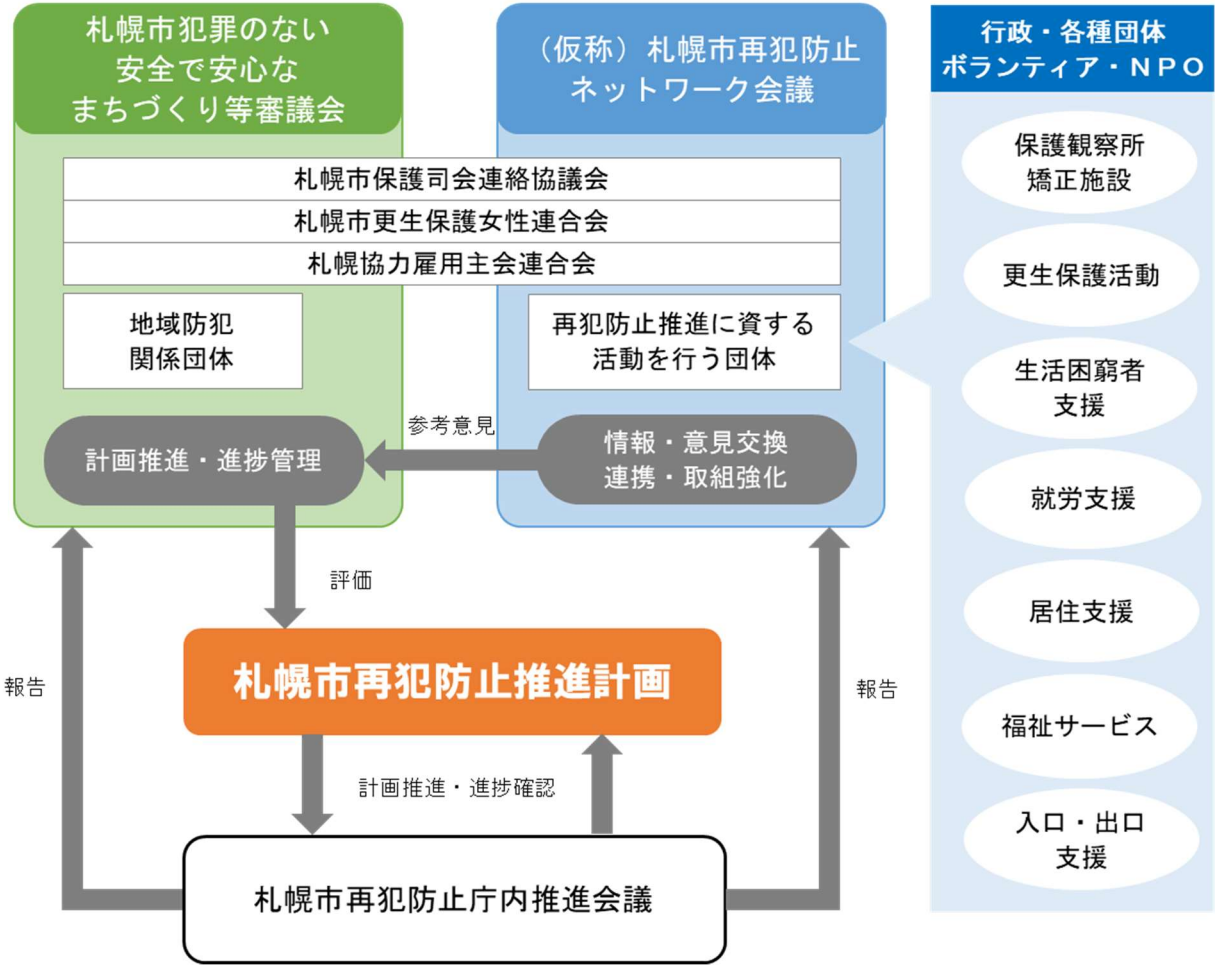 札幌市犯罪のない
安全で安心な
まちづくり等審議会
（仮称）札幌市再犯防止
ネットワーク会議
札幌市保護司会連絡協議会
札幌市更生保護女性連合会
札幌協力雇用主会連合会
地域防犯
関係団体
再犯防止推進に資する
活動を行う団体
計画推進・進捗管理
参考意見
情報・意見交換
連携・取組強化
評価
札幌市再犯防止推進計画
報告
報告
計画推進・進捗確認
札幌市再犯防止庁内推進会議
行政・各種団体
ボランティア・ＮＰＯ
保護観察所
矯正施設
更生保護活動
生活困窮者
支援
就労支援
居住支援
福祉サービス
入口・出口
支援